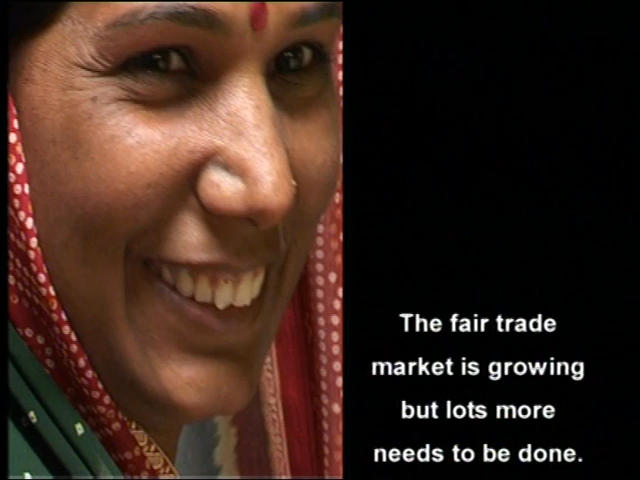 The fair trade
market is growing
but lots more
needs to be done.